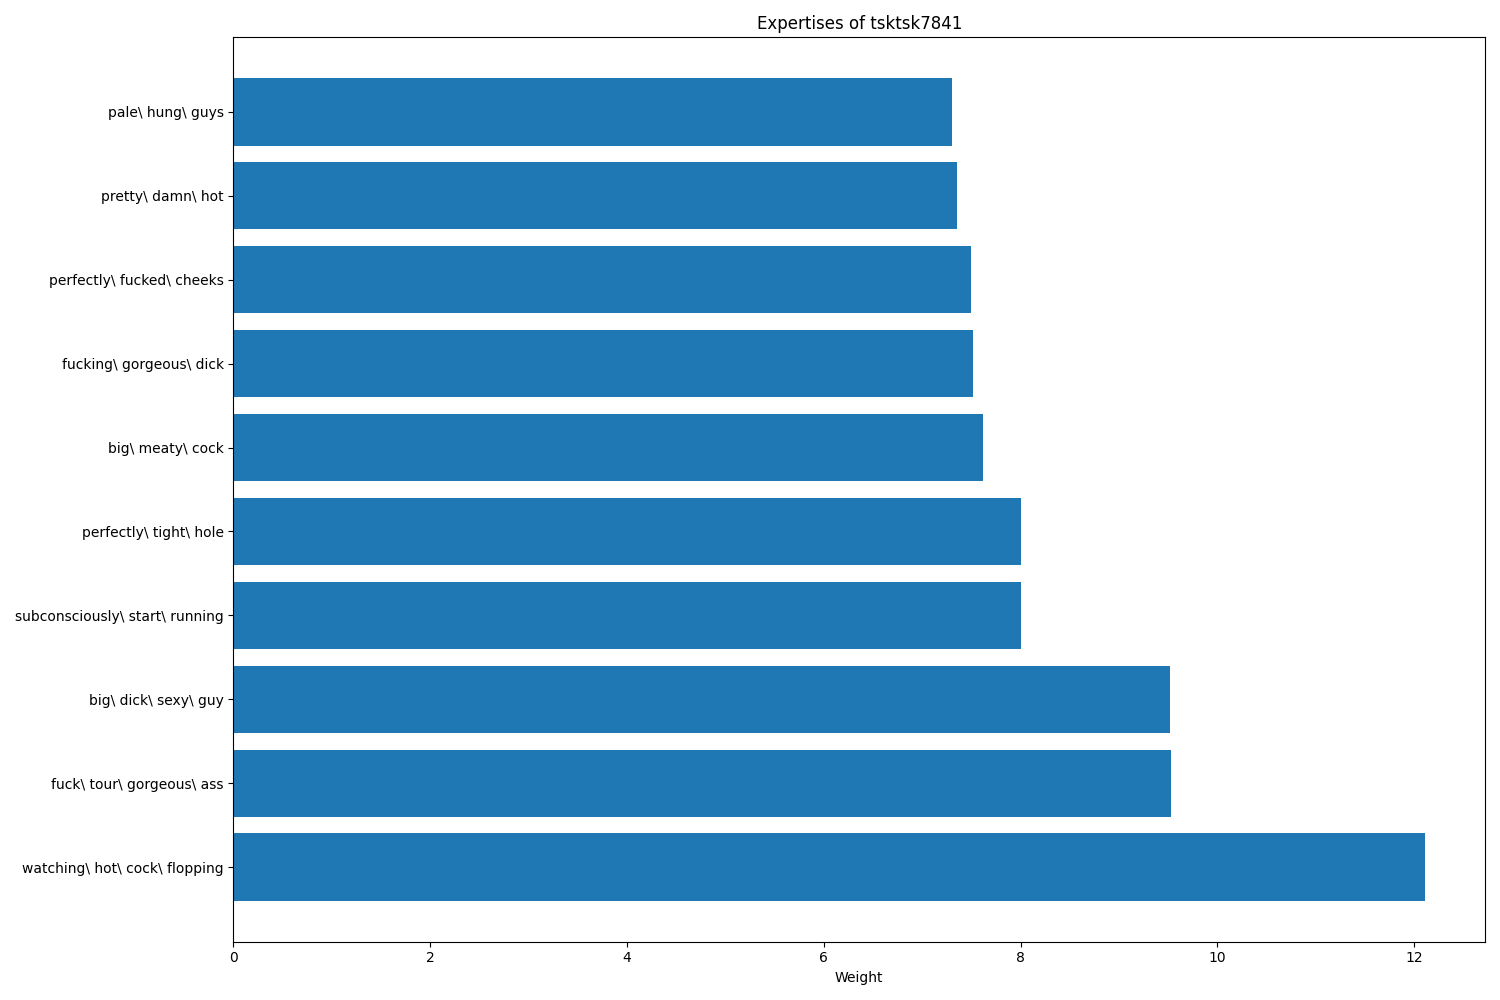 Expertises of tsktsk7841
pale\ hung\ guys
pretty\ damn\ hot
perfectly\ fucked\ cheeks
fucking\ gorgeous\ dick
big\ meaty\ cock
perfectly\ tight\ hole
subconsciously\ start\ running
big\ dick\ sexy\ guy
fuck\ tour\ gorgeous\ ass
watching\ hot\ cock\ flopping
0 2 4 6 8 10 12
Weight